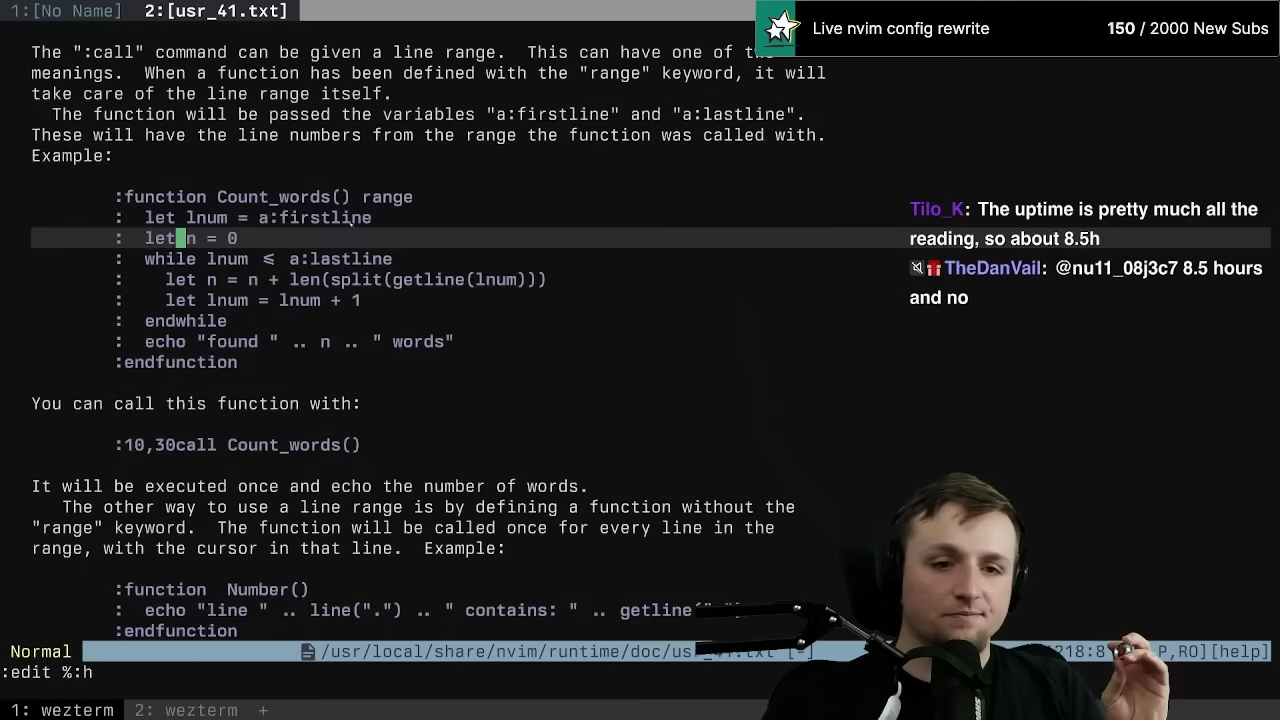 1:[No Name]  2:[usr_41.txt]
Live nvim config rewrite 150 / 2000 New Subs
The ":call" command can be given a line range.  This can have one of
meanings.  When a function has been defined with the "range" keyword, it will
take care of the line range itself.
  The function will be passed the variables "a:firstline" and "a:lastline".
These will have the line numbers from the range the function was called with.
Example:
:function Count_words() range
:  let lnum = a:firstline
:  let n = 0
:  while lnum <= a:lastline
:    let n = n + len(split(getline(lnum)))
:    let lnum = lnum + 1
:  endwhile
:  echo "found " .. n .. " words"
:endfunction
You can call this function with:
:10,30call Count_words()
It will be executed once and echo the number of words.
   The other way to use a line range is by defining a function without the
"range" keyword.  The function will be called once for every line in the
range, with the cursor in that line.  Example:
:function  Number()
:  echo "line " .. line(".") .. " contains: " .. getline(
:endfunction
Tilo_K: The uptime is pretty much all the
reading, so about 8.5h
TheDanVail: @nu11_08j3c7 8.5 hours
and no
Normal /usr/local/share/nvim/runtime/doc/usr_41.txt [-] 218:8 P,RO][help]
:edit %:h
1: wezterm  2: wezterm  +